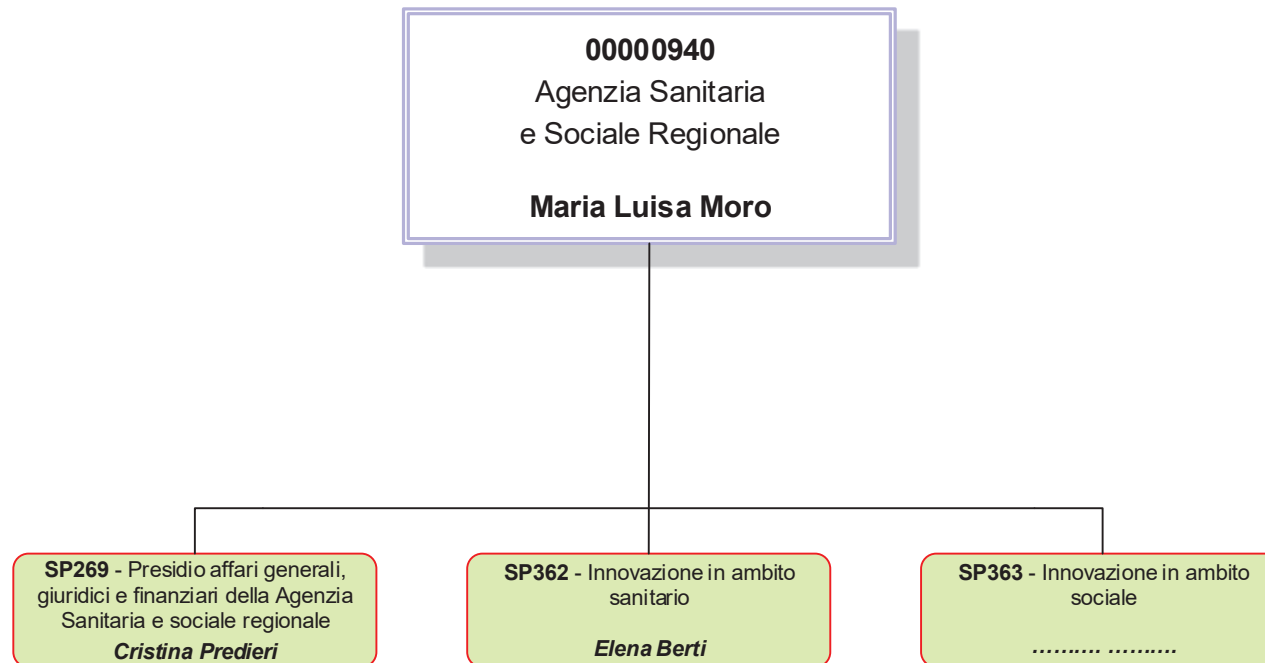 00000940
Agenzia Sanitaria
e Sociale Regionale
Maria Luisa Moro
SP269 - Presidio affari generali,
giuridici e finanziari della Agenzia
Sanitaria e sociale regionale
Cristina Predieri
SP362 - Innovazione in ambito
sanitario
Elena Berti
SP363 - Innovazione in ambito
sociale
………. ……….